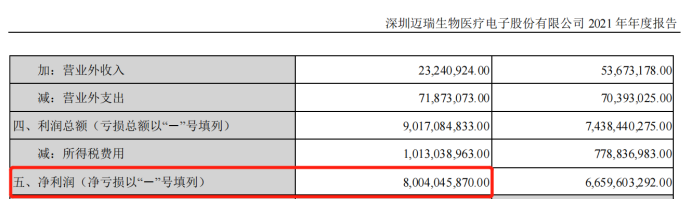 深圳迈瑞生物医疗电子股份有限公司 2021 年年度报告
加：营业外收入 23,240,924.00 53,673,178.00
减：营业外支出 71,873,073.00 70,393,025.00
四、利润总额（亏损总额以“－”号填列） 9,017,084,833.00 7,438,440,275.00
减：所得税费用 1,013,038,963.00 778,836,983.00
五、净利润（净亏损以“－”号填列） 8,004,045,870.00 6,659,603,292.00